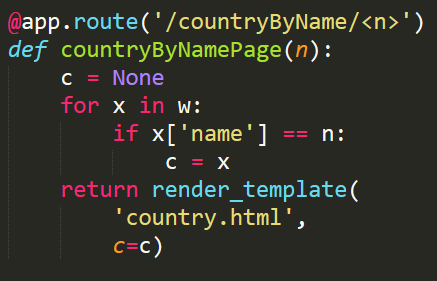 @app.route('/countryByName/<n>')
def countryByNamePage(n):
    c = None
    for x in w:
        if x['name'] == n:
            c = x
    return render_template(
        'country.html',
        c=c)